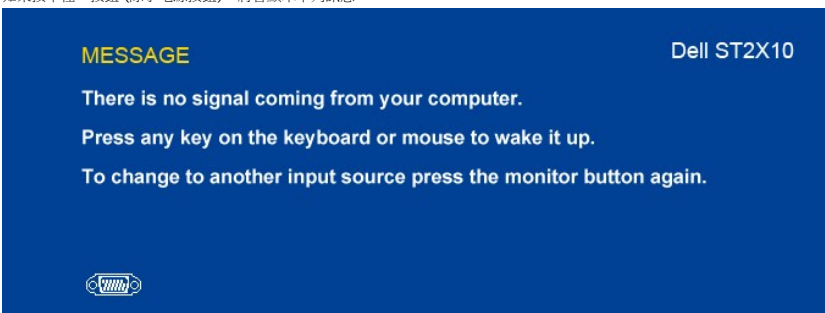 MESSAGE
Dell ST2X10
There is no signal coming from your computer.
Press any key on the keyboard or mouse to wake it up.
To change to another input source press the monitor button again.